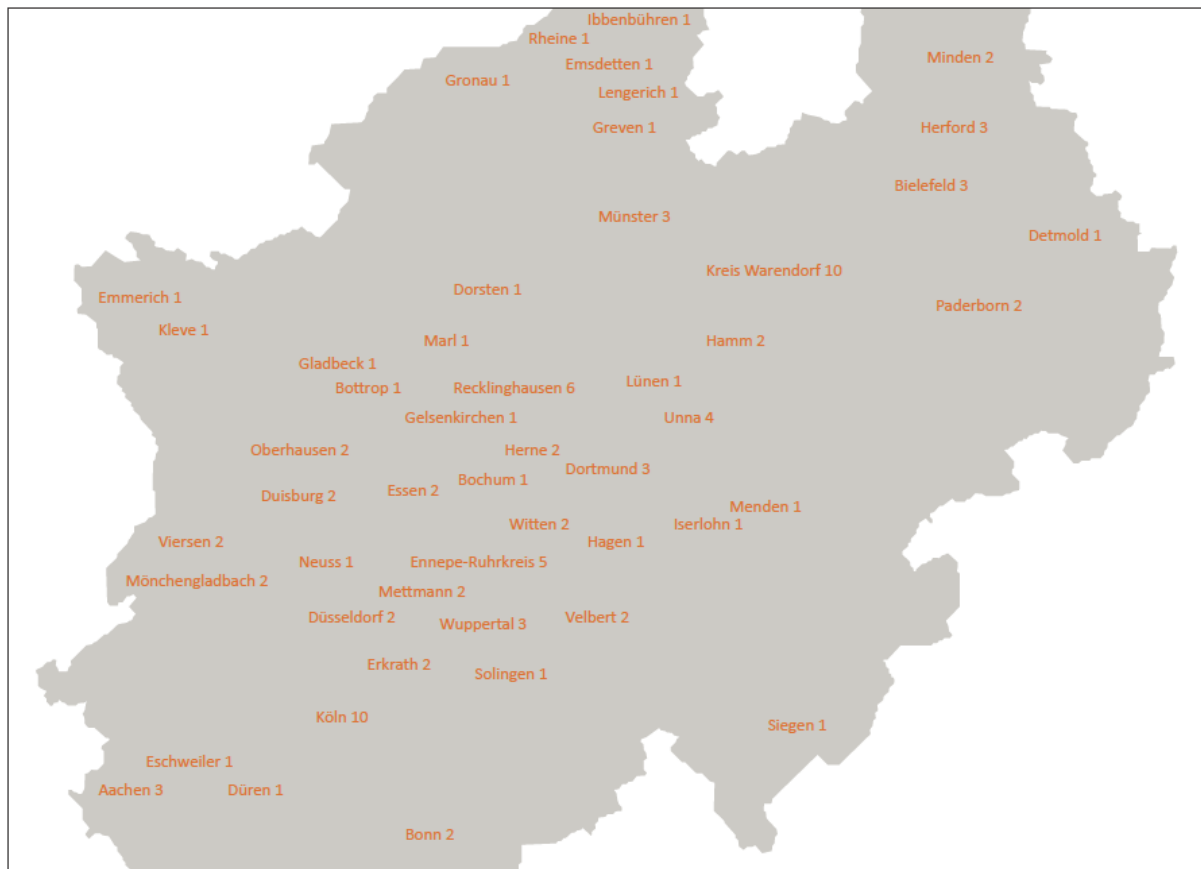 Ibbenbühren 1
Rheine 1
Minden 2
Emsdetten 1
Gronau 1
Lengerich 1
Greven 1
Herford 3
Bielefeld 3
Münster 3
Detmold 1
Kreis Warendorf 10
Dorsten 1
Emmerich 1
Paderborn 2
Kleve 1
Marl 1
Hamm 2
Gladbeck 1
Lünen 1
Bottrop 1
Recklinghausen 6
Gelsenkirchen 1
Unna 4
Oberhausen 2
Herne 2
Dortmund 3
Bochum 1
Essen 2
Duisburg 2
Menden 1
Witten 2
Iserlohn 1
Viersen 2
Hagen 1
Neuss 1
Ennepe-Ruhrkreis 5
Mönchengladbach 2
Mettmann 2
Düsseldorf 2
Wuppertal 3
Velbert 2
Erkrath 2
Solingen 1
Köln 10
Siegen 1
Eschweiler 1
Aachen 3
Düren 1
Bonn 2